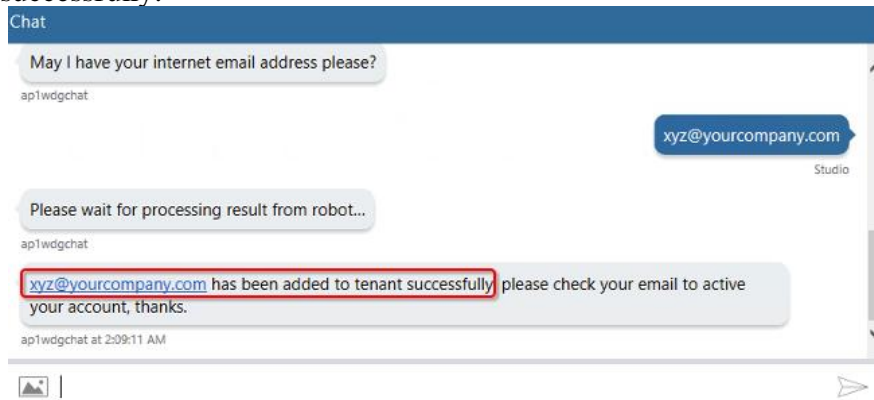 successfully.
Chat
May I have your internet email address please?
ap1wdgchat
xyz@yourcompany.com
Studio
Please wait for processing result from robot...
ap1wdgchat
xyz@yourcompany.com has been added to tenant successfully, please check your email to active
your account, thanks.
ap1wdgchat at 2:09:11 AM